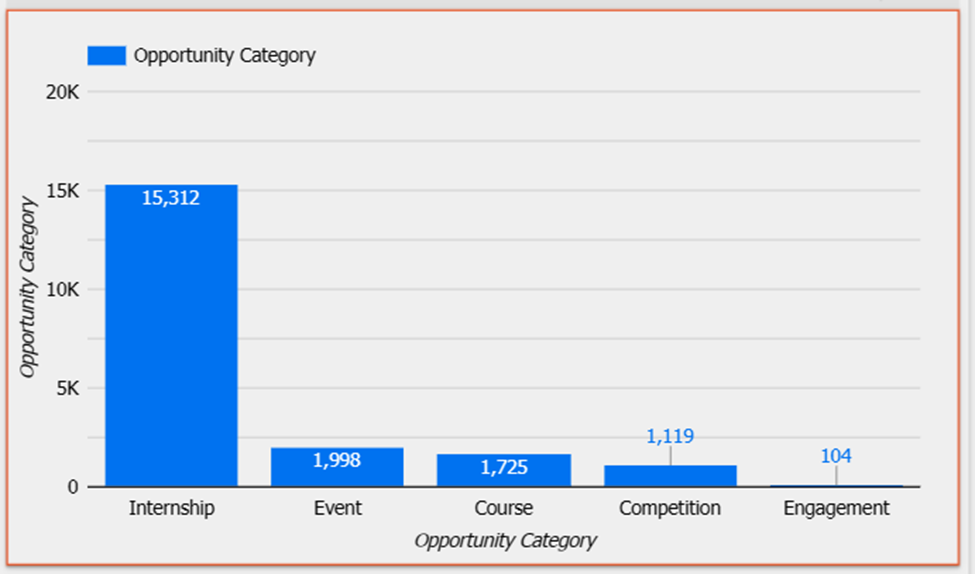 Opportunity Category
20K
15K
10K
5K
0
Opportunity Category
15,312
1,998
1,725
1,119
104
Internship Event Course Competition Engagement
Opportunity Category